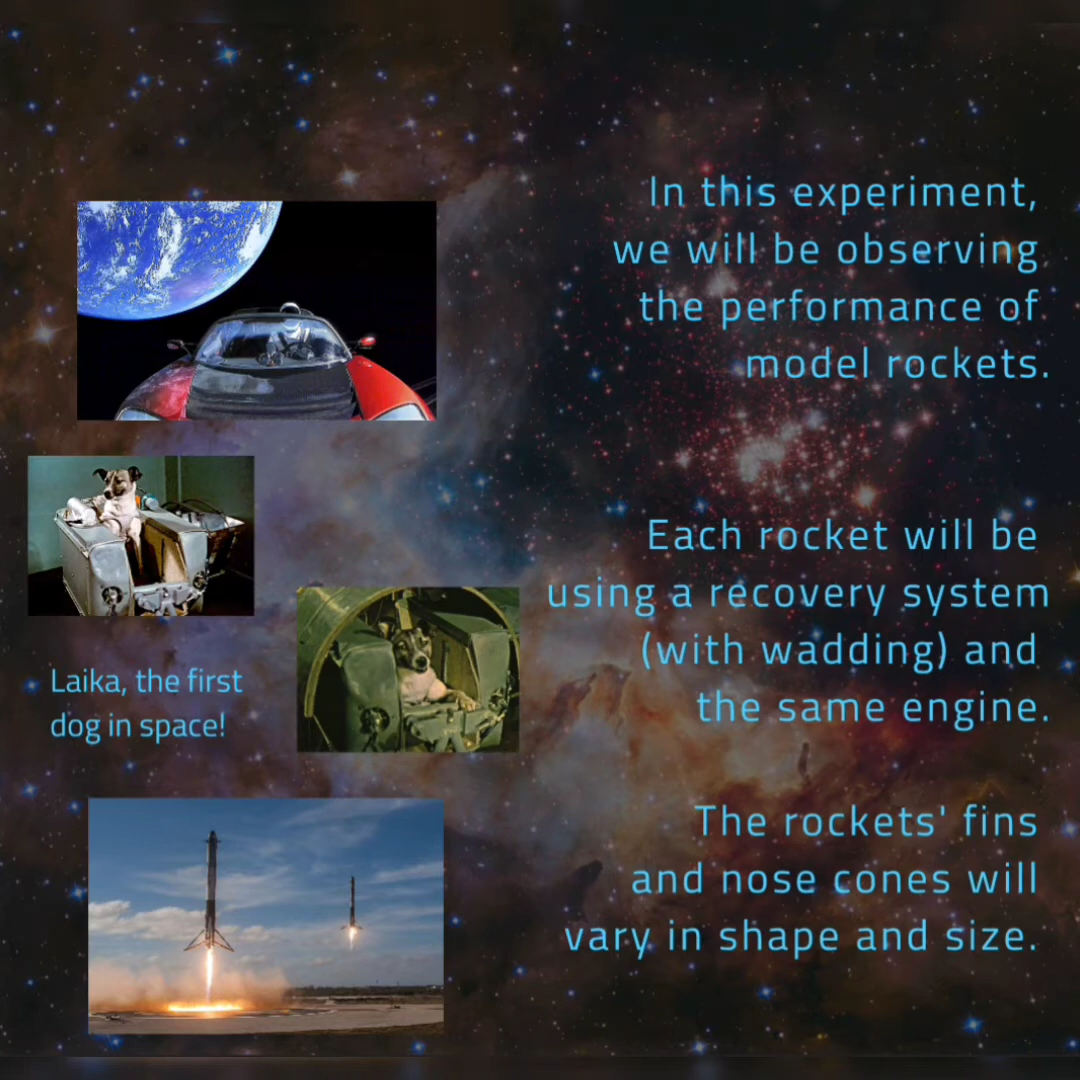 In this experiment,
we will be observing
the performance of
model rockets.
Each rocket will be
using a recovery system
(with wadding) and
the same engine.
Laika, the first
dog in space!
The rockets' fins
and nose cones will
vary in shape and size.